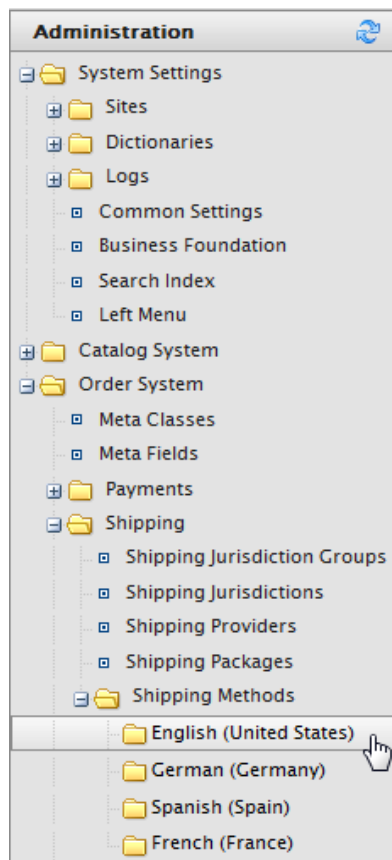 Administration
System Settings
Sites
Dictionaries
Logs
Common Settings
Business Foundation
Search Index
Left Menu
Catalog System
Order System
Meta Classes
Meta Fields
Payments
Shipping
Shipping Jurisdiction Groups
Shipping Jurisdictions
Shipping Providers
Shipping Packages
Shipping Methods
English (United States)
German (Germany)
Spanish (Spain)
French (France)